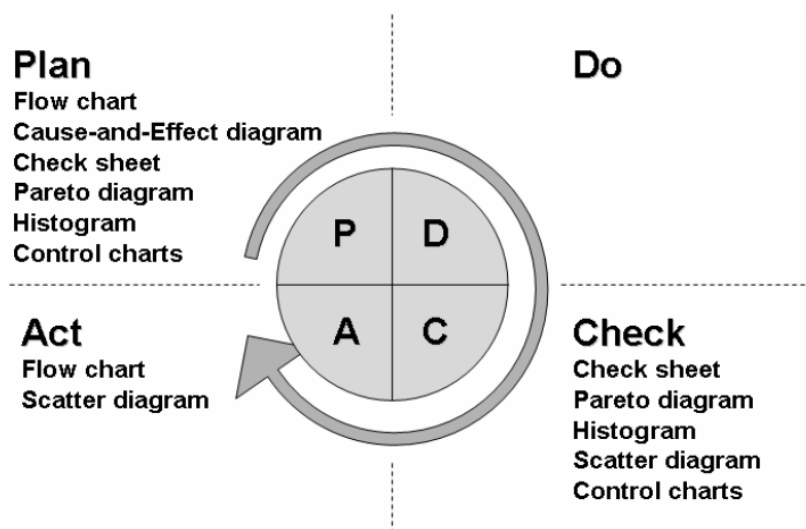 Plan
Flow chart
Cause-and-Effect diagram
Check sheet
Pareto diagram
Histogram
Control charts
Do
P
D
A
C
Act
Flow chart
Scatter diagram
Check
Check sheet
Pareto diagram
Histogram
Scatter diagram
Control charts